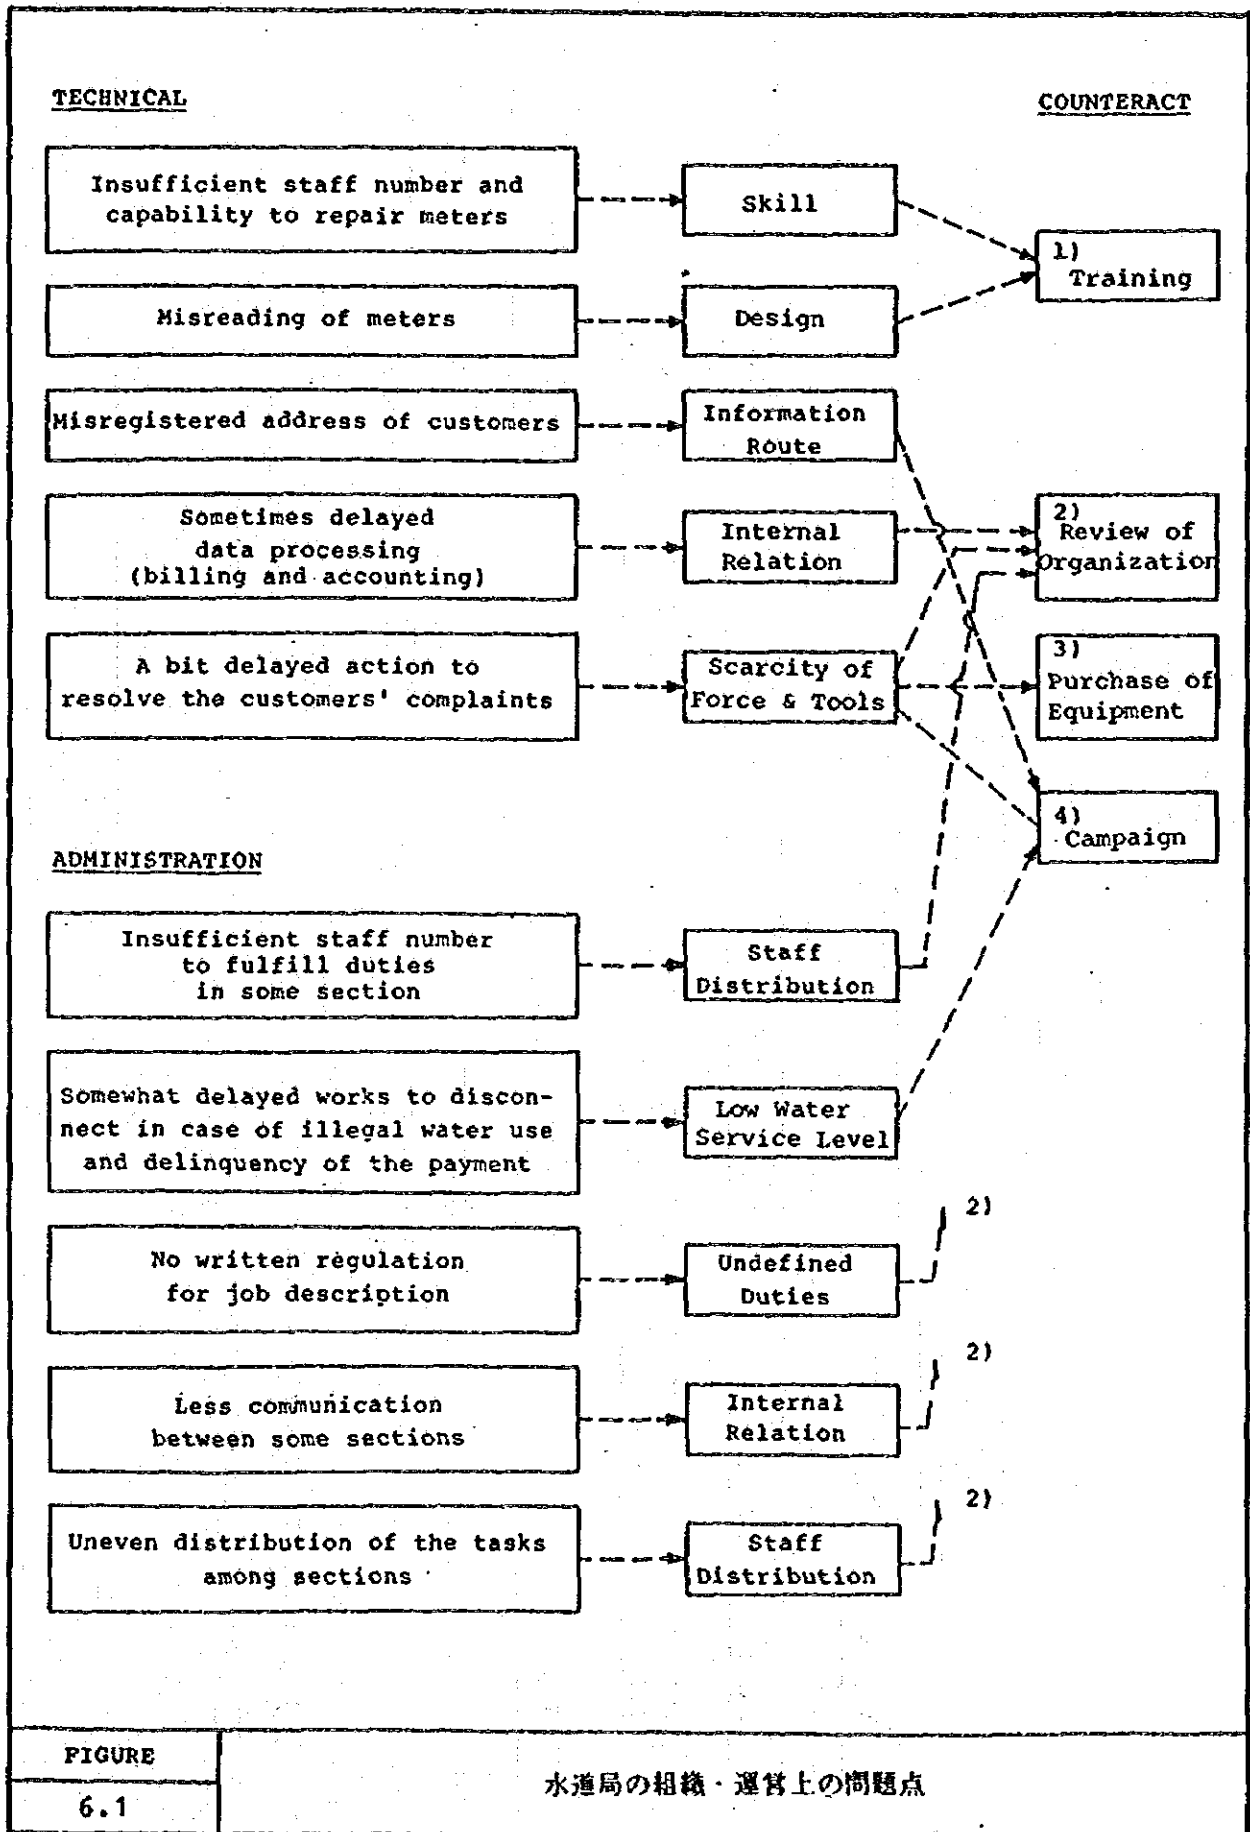 TECHNICAL
COUNTERACT
Insufficient staff number and
capability to repair meters
Skill
1)
Training
Misreading of meters
Design
Misregistered address of customers
Information
Route
Sometimes delayed
data processing
(billing and accounting)
Internal
Relation
2)
Review of
Organization
A bit delayed action to
resolve the customers' complaints
Scarcity of
Force & Tools
3)
Purchase of
Equipment
4)
Campaign
ADMINISTRATION
Insufficient staff number
to fulfill duties
in some section
Staff
Distribution
Somewhat delayed works to discon-
nect in case of illegal water use
and delinquency of the payment
Low Water
Service Level
No written regulation
for job description
Undefined
Duties
2)
Less communication
between some sections
Internal
Relation
2)
Uneven distribution of the tasks
among sections
Staff
Distribution
2)
FIGURE
6.1
水道局の組織・運営上の問題点